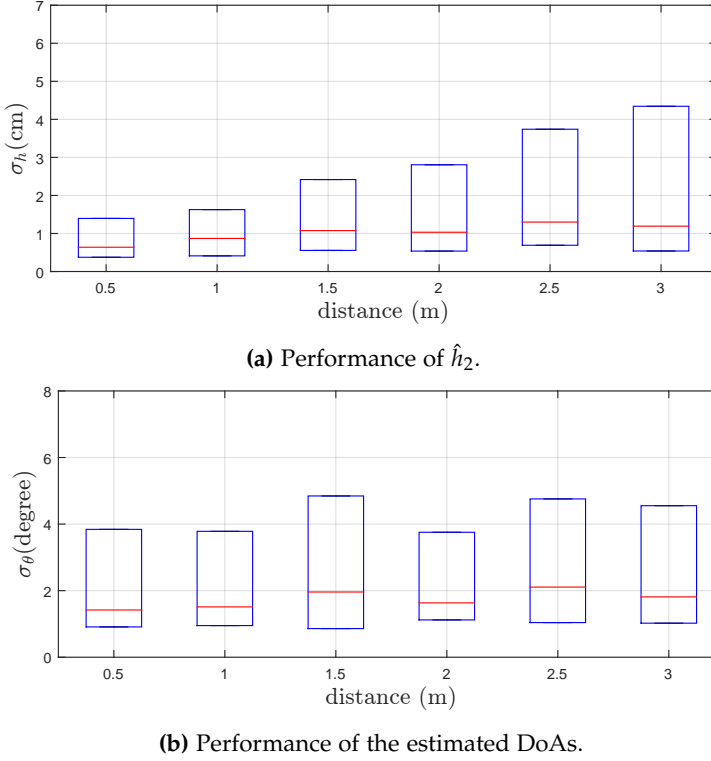 7
6
5
4
3
2
1
0
σ_h(cm)
0.5 1 1.5 2 2.5 3
distance (m)
(a) Performance of ĥ₂.
8
6
4
2
0
σ_θ(degree)
0.5 1 1.5 2 2.5 3
distance (m)
(b) Performance of the estimated DoAs.